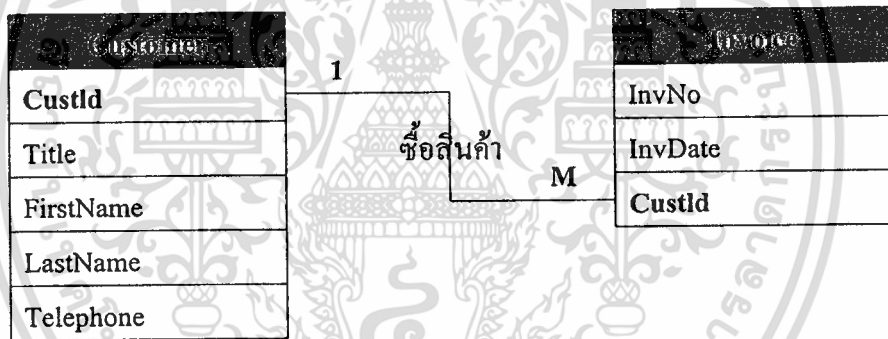 Customer
CustId
Title
FirstName
LastName
Telephone
1
ซื้อสินค้า
M
Invoice
InvNo
InvDate
CustId